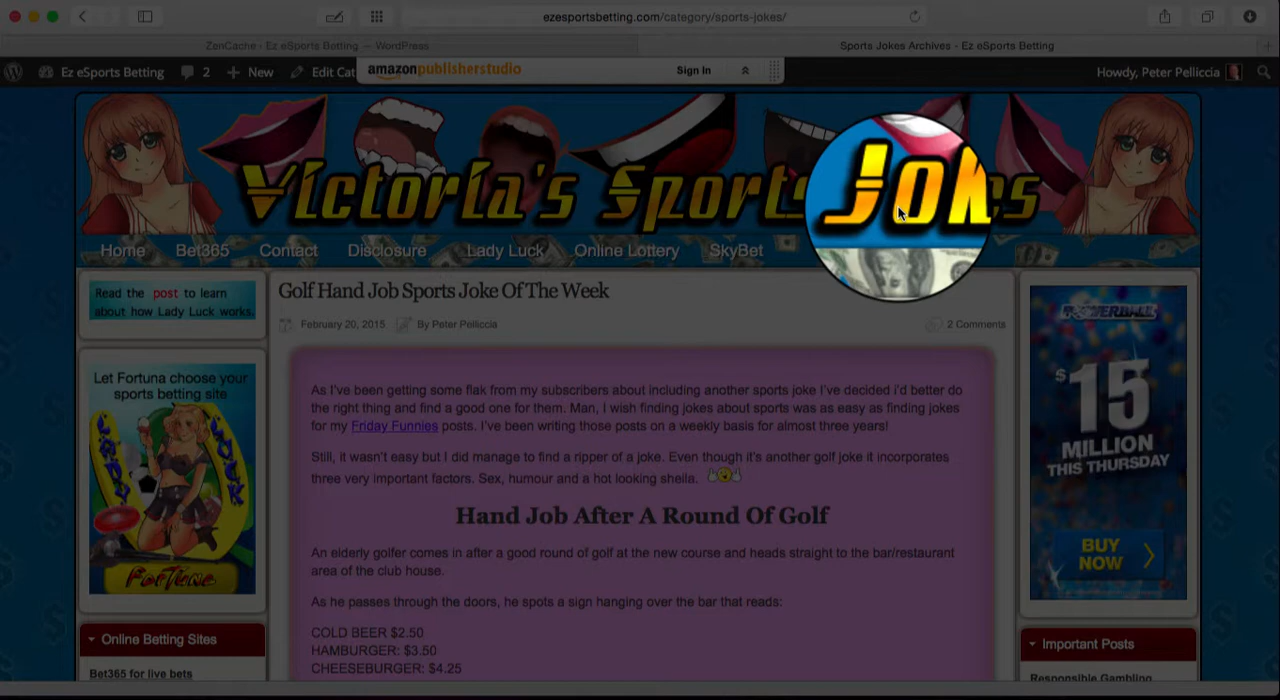 ezesportsbetting.com/category/sports-jokes/
ZenCache ‹ Ez eSports Betting — WordPress
Sports Jokes Archives - Ez eSports Betting
Ez eSports Betting
2
New
Edit Cat
amazonpublisherstudio
Sign In
Howdy, Peter Pelliccia
Victoria's Sports Jokes
Home
Bet365
Contact
Disclosure
Lady Luck
Online Lottery
SkyBet
Read the post to learn
about how Lady Luck works.
Let Fortuna choose your
sports betting site
LADY
LUCK
FORTUNE
Online Betting Sites
Bet365 for live bets
Golf Hand Job Sports Joke Of The Week
February 20, 2015
By Peter Pelliccia
2 Comments
As I've been getting some flak from my subscribers about including another sports joke I've decided i'd better do
the right thing and find a good one for them. Man, I wish finding jokes about sports was as easy as finding jokes
for my Friday Funnies posts. I've been writing those posts on a weekly basis for almost three years!
Still, it wasn't easy but I did manage to find a ripper of a joke. Even though it's another golf joke it incorporates
three very important factors. Sex, humour and a hot looking sheila.
Hand Job After A Round Of Golf
An elderly golfer comes in after a good round of golf at the new course and heads straight to the bar/restaurant
area of the club house.
As he passes through the doors, he spots a sign hanging over the bar that reads:
COLD BEER $2.50
HAMBURGER: $3.50
CHEESEBURGER: $4.25
POWERBALL
$15
MILLION
THIS THURSDAY
BUY
NOW
Important Posts
Responsible Gambling